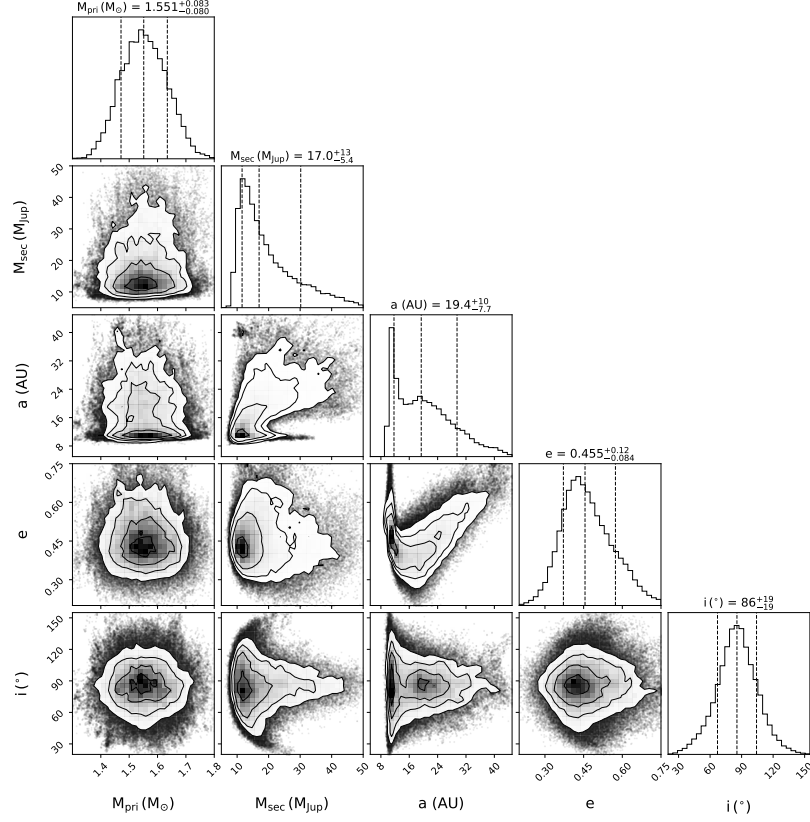 M_pri (M_⊙) = 1.551^{+0.083}_{−0.080}
M_sec (M_Jup) = 17.0^{+13}_{−5.4}
50
40
30
20
10
M_sec (M_Jup)
a (AU) = 19.4^{+10}_{−7.7}
40
32
24
16
8
a (AU)
e = 0.455^{+0.12}_{−0.084}
0.75
0.60
0.45
0.30
e
i (°) = 86^{+19}_{−19}
150
120
90
60
30
i (°)
1.4 1.5 1.6 1.7 1.8 10 20 30 40 50 8 16 24 32 40 0.30 0.45 0.60 0.75 30 60 90 120 150
M_pri (M_⊙) M_sec (M_Jup) a (AU) e i (°)